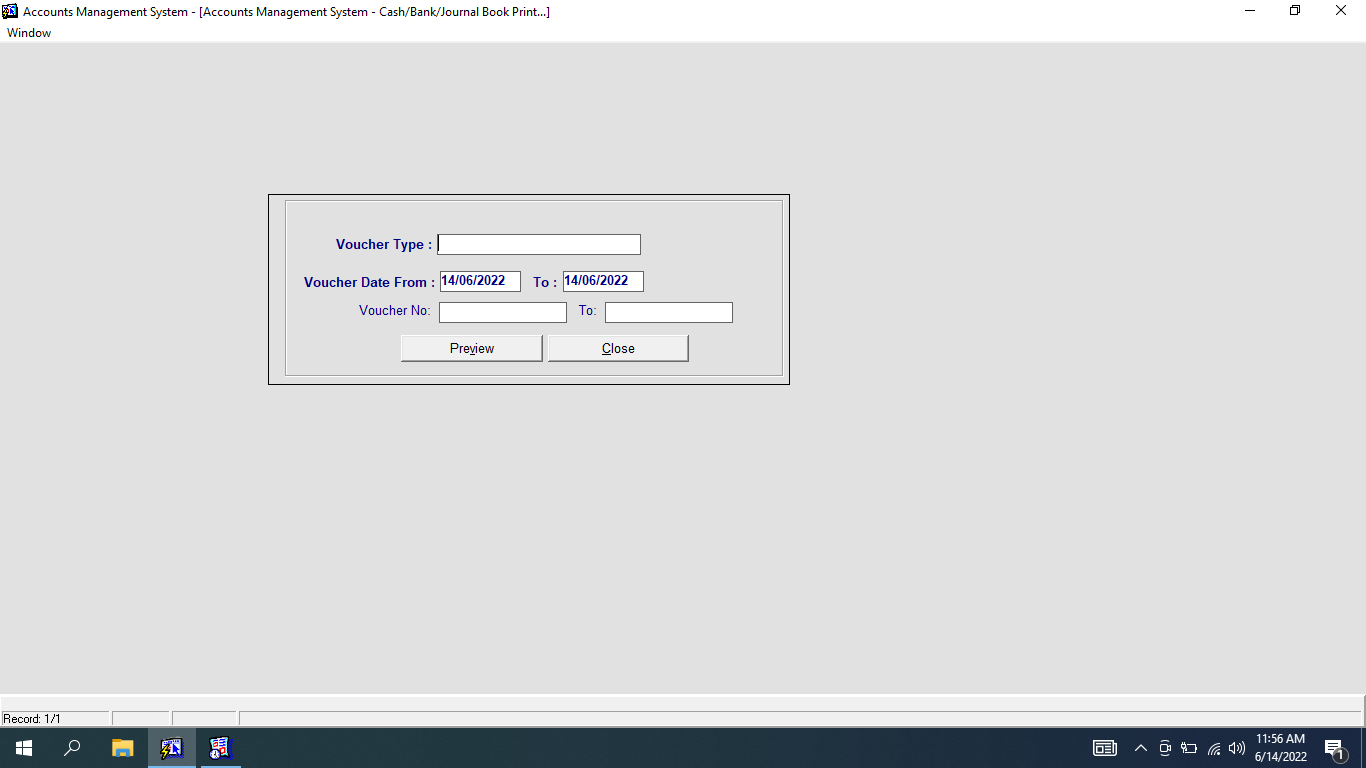 Accounts Management System - [Accounts Management System - Cash/Bank/Journal Book Print...]
Window
Voucher Type :
Voucher Date From : 14/06/2022 To : 14/06/2022
Voucher No: To:
Preview Close
Record: 1/1
11:56 AM
6/14/2022
1